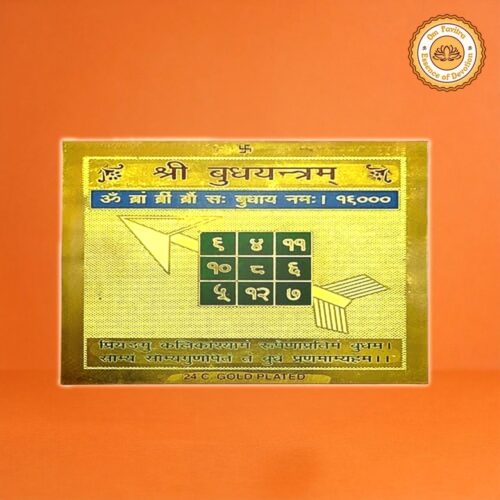 Om Pavitra
Essence of Devotion
श्री बुधयन्त्रम्
ॐ ब्रां ब्रीं ब्रौं सः बुधाय नमः। १६०००
९ ४ ११
१० ८ ६
५ १२ ७
प्रियङ्गु कलिकाश्यामं रूपेणाप्रतिमं बुधम।
सौम्यं सौम्यगुणोपेतं तं बुधं प्रणमाम्यहम।।
24 C. GOLD PLATED